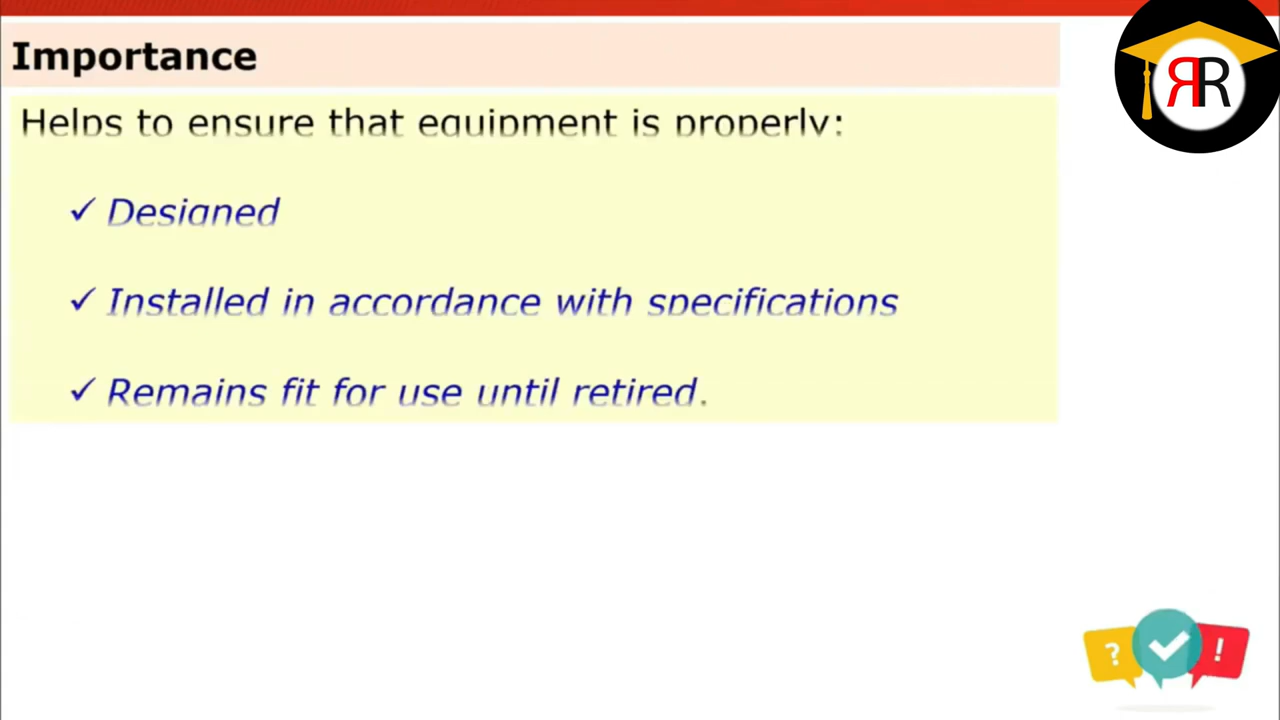 Importance
Helps to ensure that equipment is properly:
✓ Designed
✓ Installed in accordance with specifications
✓ Remains fit for use until retired.
RR
? !